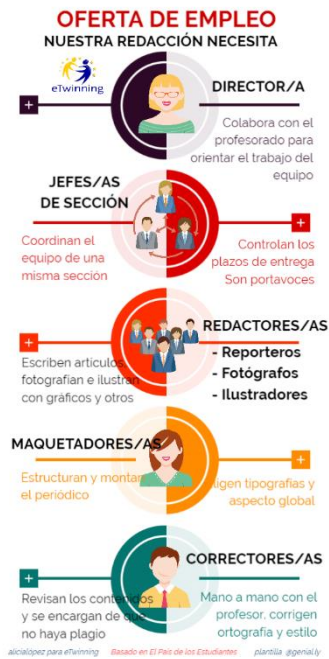 OFERTA DE EMPLEO
NUESTRA REDACCIÓN NECESITA
eTwinning
DIRECTOR/A
Colabora con el
profesorado para
orientar el trabajo del
equipo
JEFES/AS
DE SECCIÓN
Coordinan el
equipo de una
misma sección
Controlan los
plazos de entrega
Son portavoces
REDACTORES/AS
- Reporteros
- Fotógrafos
- Ilustradores
Escriben artículos,
fotografían e ilustran
con gráficos y otros
MAQUETADORES/AS
Estructuran y montan
el periódico
ligen tipografías y
aspecto global
CORRECTORES/AS
Revisan los contenidos
y se encargan de que
no haya plagio
Mano a mano con el
profesor, corrigen
ortografía y estilo
alicialopez para eTwinning Basado en El País de los Estudiantes plantilla @genial.ly